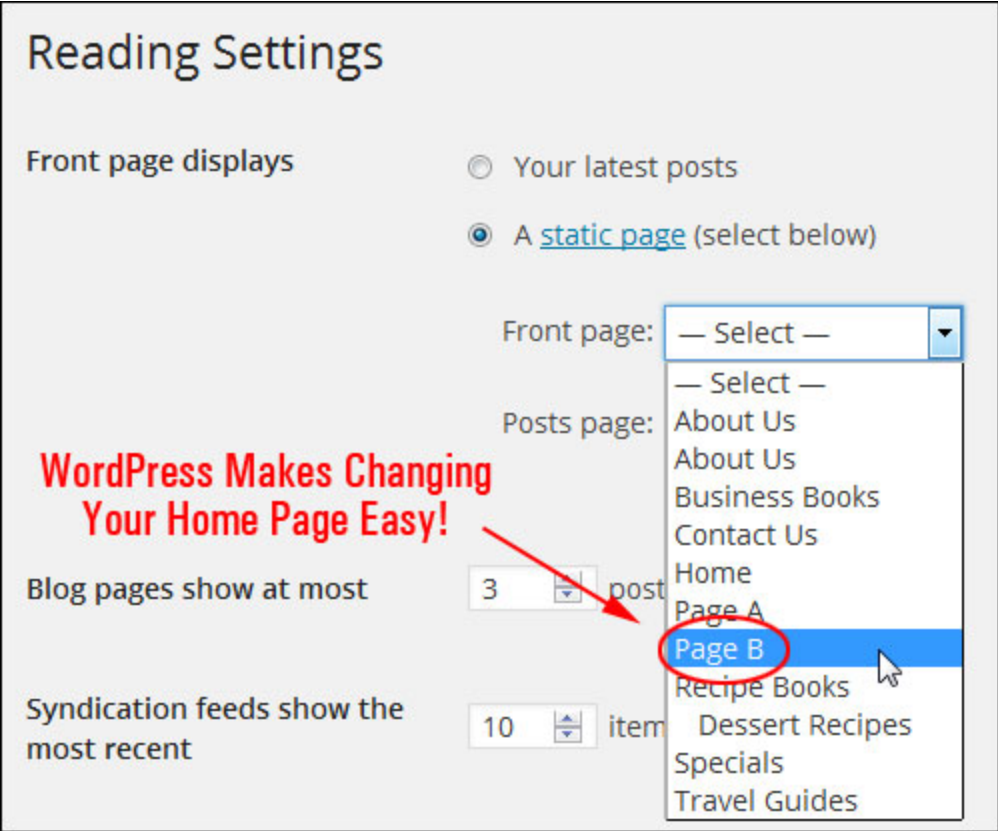 Reading Settings
Front page displays
Your latest posts
A static page (select below)
Front page: — Select —
— Select —
About Us
Posts page:
About Us
Business Books
Contact Us
Home
Page A
Page B
Recipe Books
Dessert Recipes
Specials
Travel Guides
WordPress Makes Changing
Your Home Page Easy!
Blog pages show at most 3 post
Syndication feeds show the
most recent
10 item